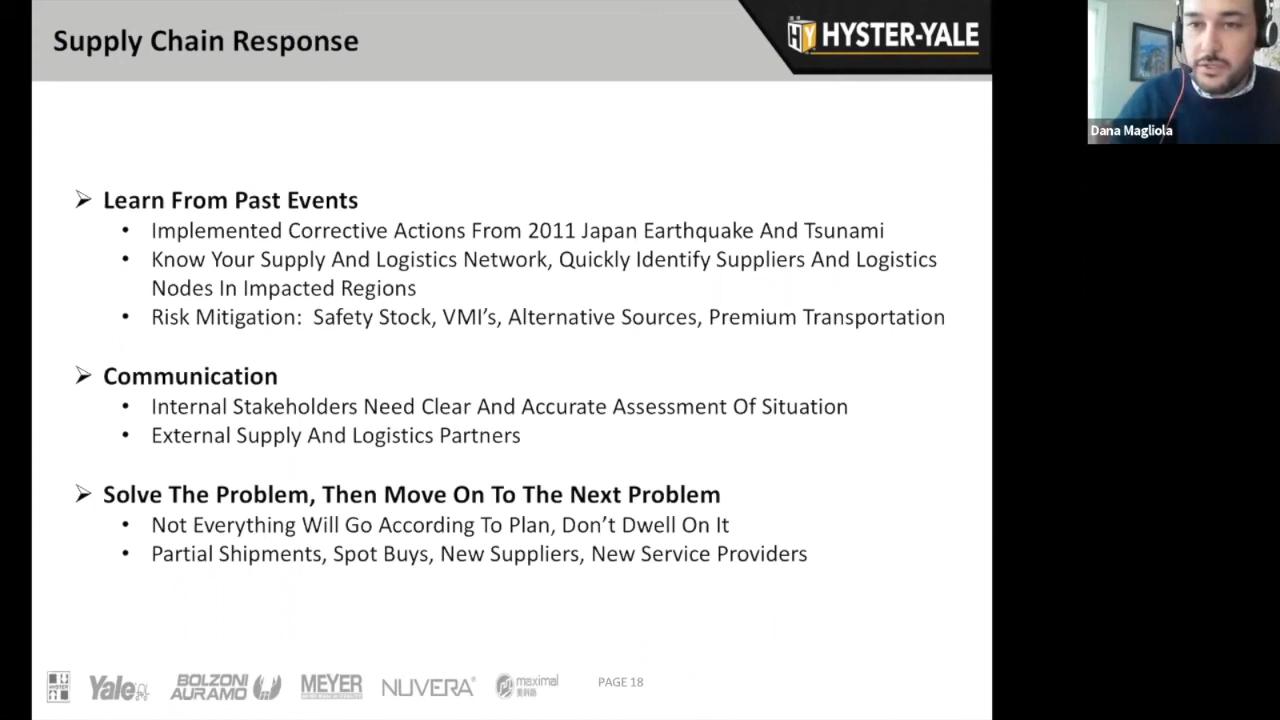 Supply Chain Response
HYSTER-YALE
Dana Magliola
➢ Learn From Past Events
• Implemented Corrective Actions From 2011 Japan Earthquake And Tsunami
• Know Your Supply And Logistics Network, Quickly Identify Suppliers And Logistics
Nodes In Impacted Regions
• Risk Mitigation: Safety Stock, VMI’s, Alternative Sources, Premium Transportation
➢ Communication
• Internal Stakeholders Need Clear And Accurate Assessment Of Situation
• External Supply And Logistics Partners
➢ Solve The Problem, Then Move On To The Next Problem
• Not Everything Will Go According To Plan, Don’t Dwell On It
• Partial Shipments, Spot Buys, New Suppliers, New Service Providers
HYSTER Yale BOLZONI AURAMO MEYER NUVERA maximal PAGE 18